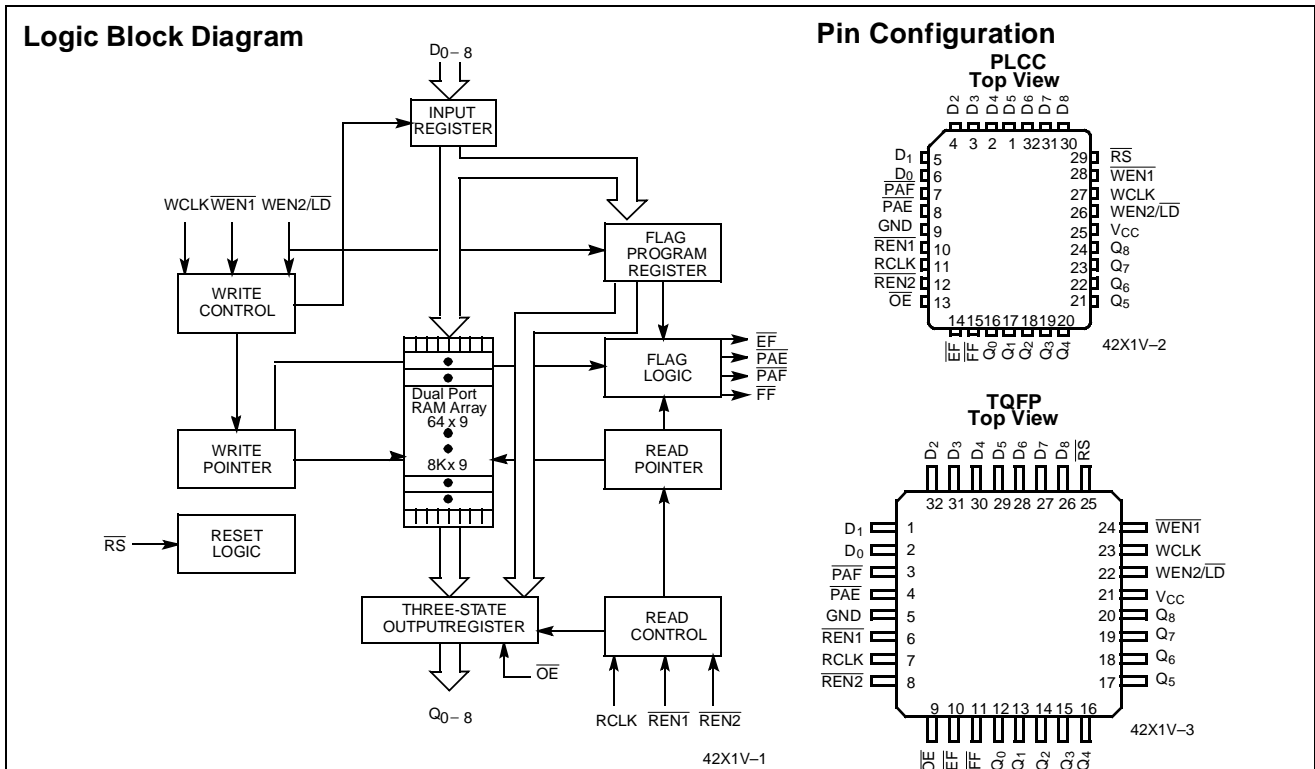 Logic Block Diagram
D0–8
INPUT
REGISTER
WCLK WEN1 WEN2/LD
FLAG
PROGRAM
REGISTER
WRITE
CONTROL
EF
PAE
PAF
FF
FLAG
LOGIC
Dual Port
RAM Array
64 x 9
8Kx 9
WRITE
POINTER
READ
POINTER
RS
RESET
LOGIC
THREE-STATE
OUTPUTREGISTER
READ
CONTROL
OE
Q0–8
RCLK REN1 REN2
42X1V–1
Pin Configuration
PLCC
Top View
D2 D3 D4 D5 D6 D7 D8
4 3 2 1 32 31 30
D1 5 29 RS
D0 6 28 WEN1
PAF 7 27 WCLK
PAE 8 26 WEN2/LD
GND 9 25 VCC
REN1 10 24 Q8
RCLK 11 23 Q7
REN2 12 22 Q6
OE 13 21 Q5
14 15 16 17 18 19 20
EF FF Q0 Q1 Q2 Q3 Q4
42X1V–2
TQFP
Top View
D2 D3 D4 D5 D6 D7 D8 RS
32 31 30 29 28 27 26 25
D1 1 24 WEN1
D0 2 23 WCLK
PAF 3 22 WEN2/LD
PAE 4 21 VCC
GND 5 20 Q8
REN1 6 19 Q7
RCLK 7 18 Q6
REN2 8 17 Q5
9 10 11 12 13 14 15 16
OE EF FF Q0 Q1 Q2 Q3 Q4
42X1V–3